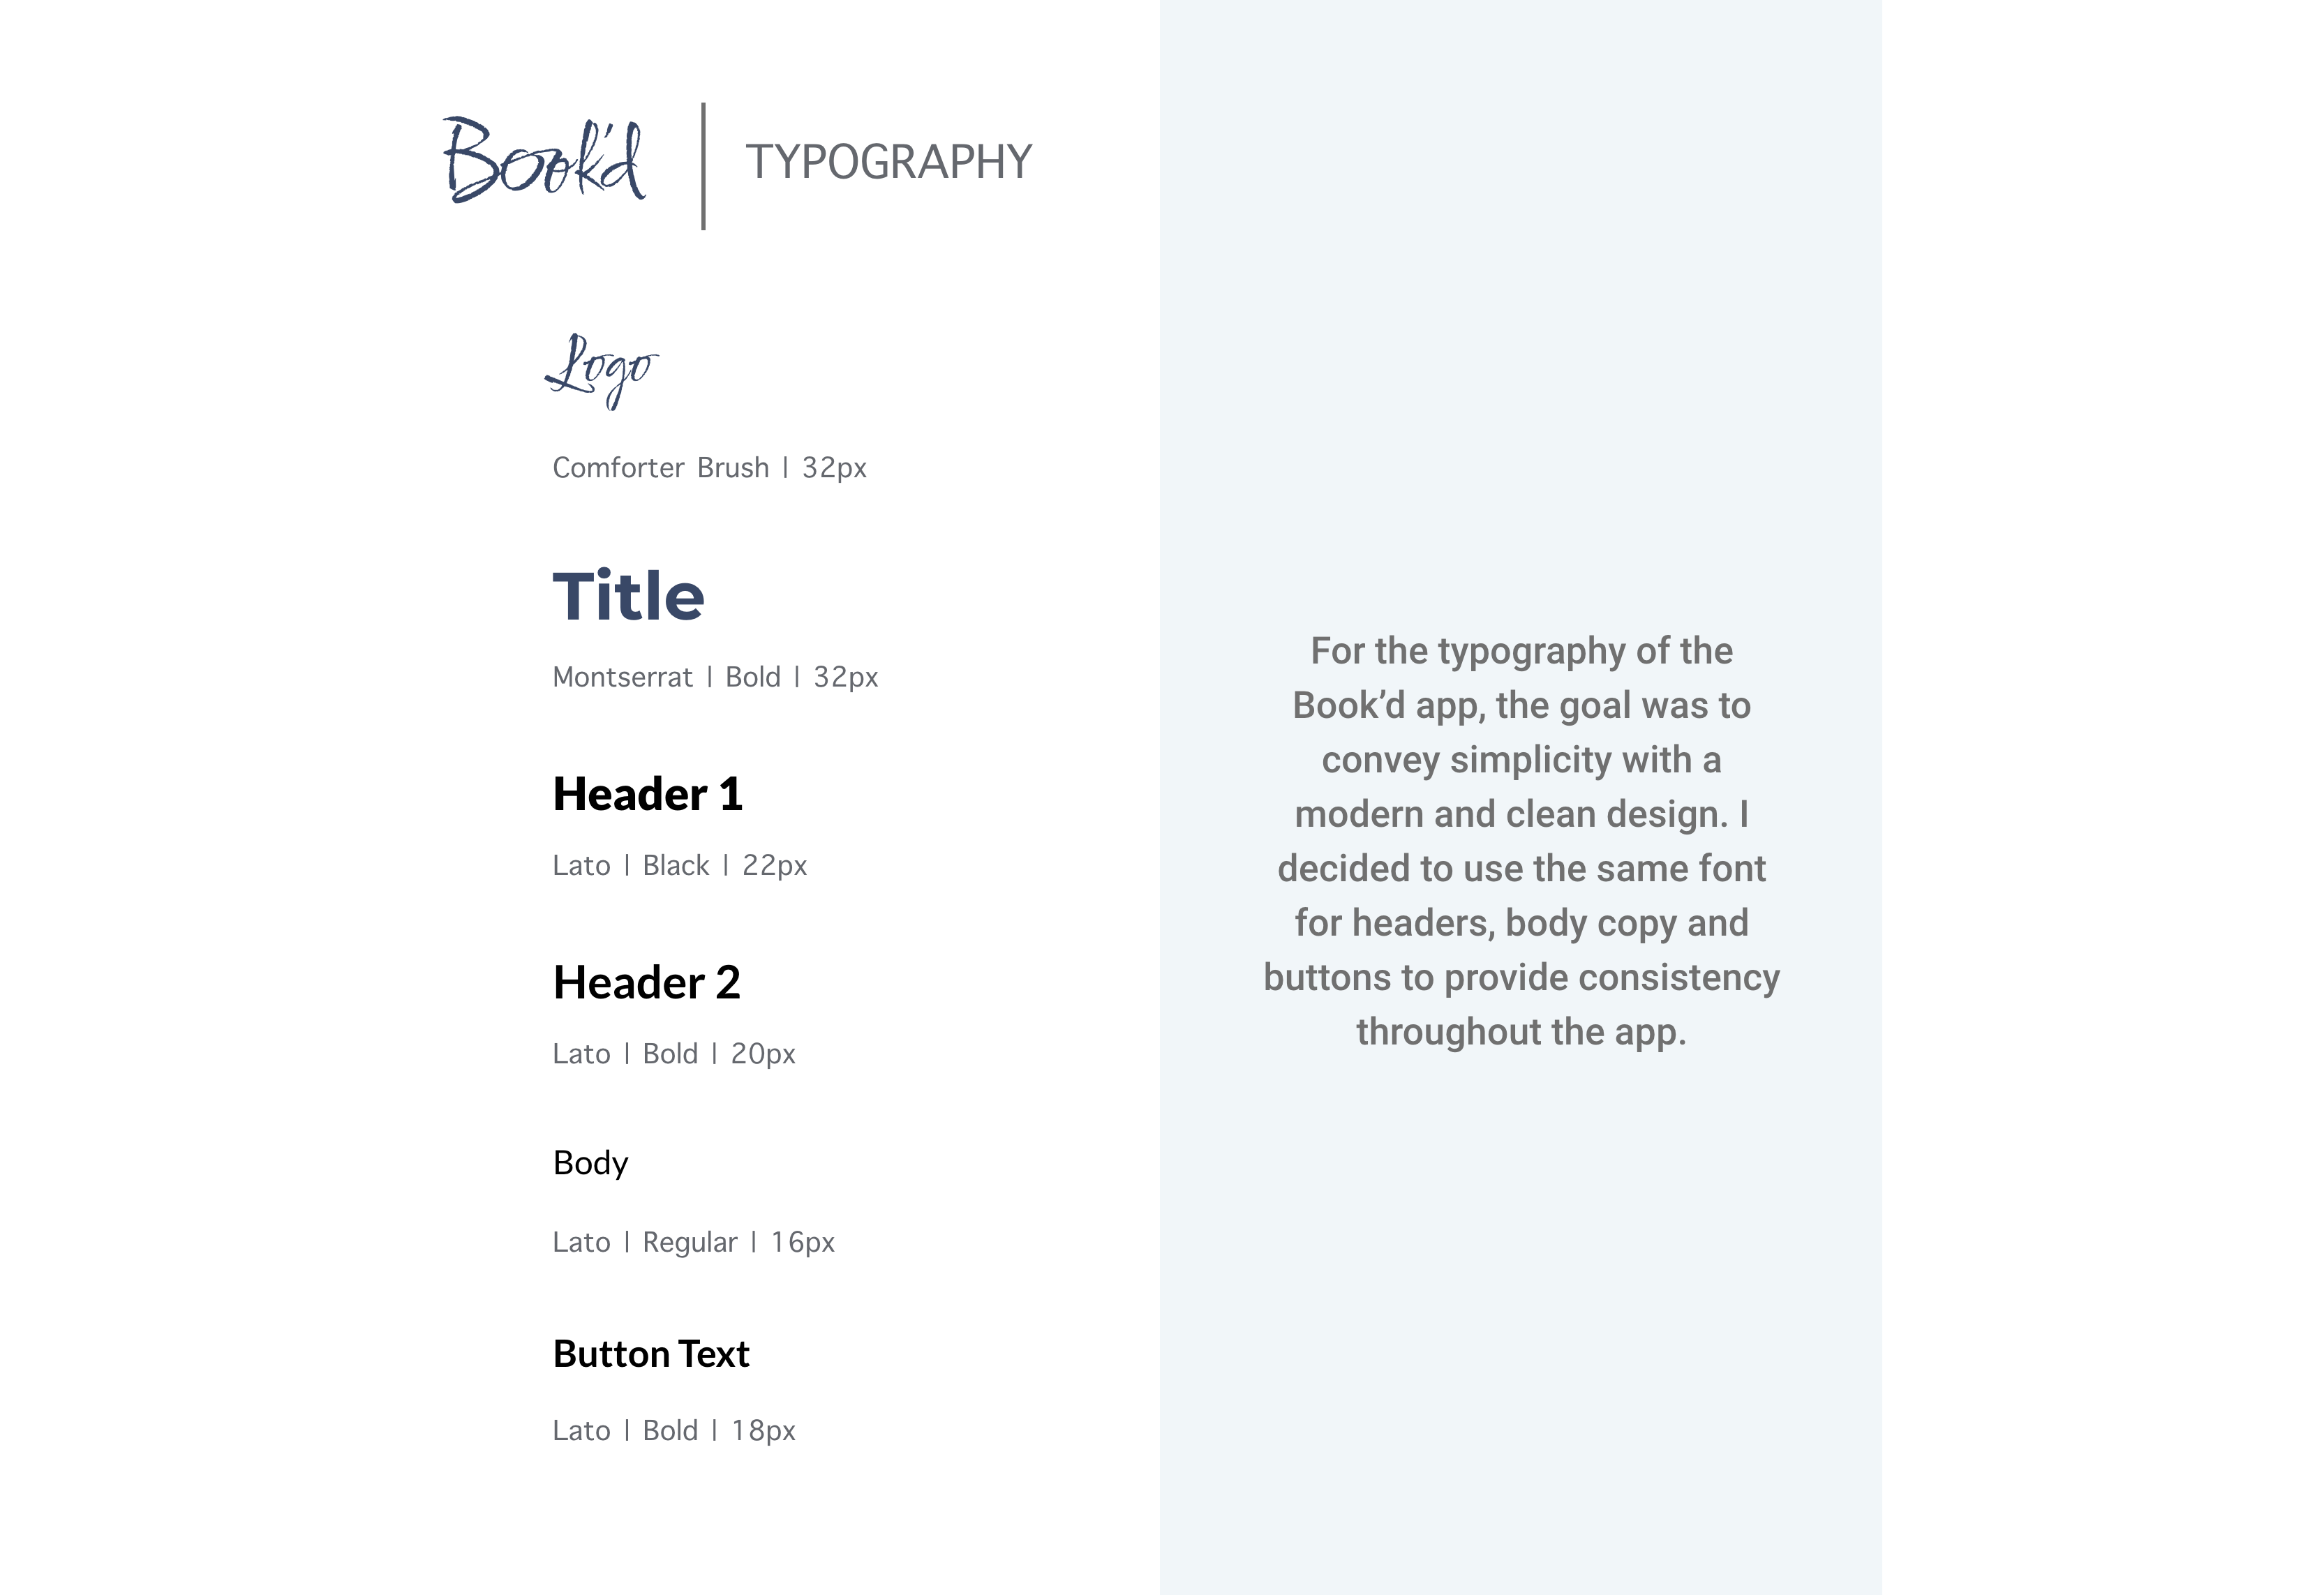 Book'd | TYPOGRAPHY
Logo
Comforter Brush | 32px
Title
Montserrat | Bold | 32px
Header 1
Lato | Black | 22px
Header 2
Lato | Bold | 20px
Body
Lato | Regular | 16px
Button Text
Lato | Bold | 18px
For the typography of the
Book’d app, the goal was to
convey simplicity with a
modern and clean design. I
decided to use the same font
for headers, body copy and
buttons to provide consistency
throughout the app.